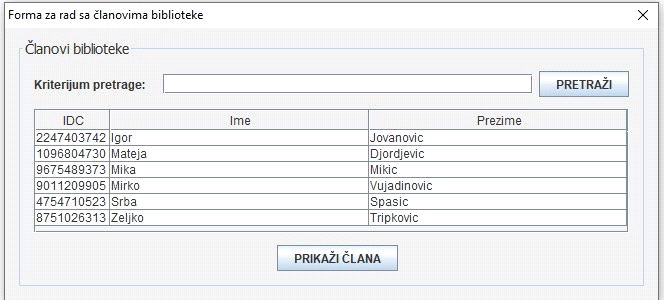 Forma za rad sa članovima biblioteke
Članovi biblioteke
Kriterijum pretrage: PRETRAŽI
IDC Ime Prezime
2247403742 Igor Jovanovic
1096804730 Mateja Djordjevic
9675489373 Mika Mikic
9011209905 Mirko Vujadinovic
4754710523 Srba Spasic
8751026313 Zeljko Tripkovic
PRIKAŽI ČLANA